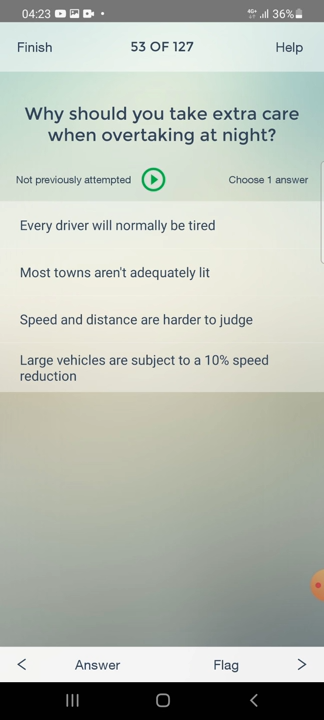 04:23 4G+ 36%
Finish 53 OF 127 Help
Why should you take extra care
when overtaking at night?
Not previously attempted Choose 1 answer
Every driver will normally be tired
Most towns aren't adequately lit
Speed and distance are harder to judge
Large vehicles are subject to a 10% speed
reduction
< Answer Flag >